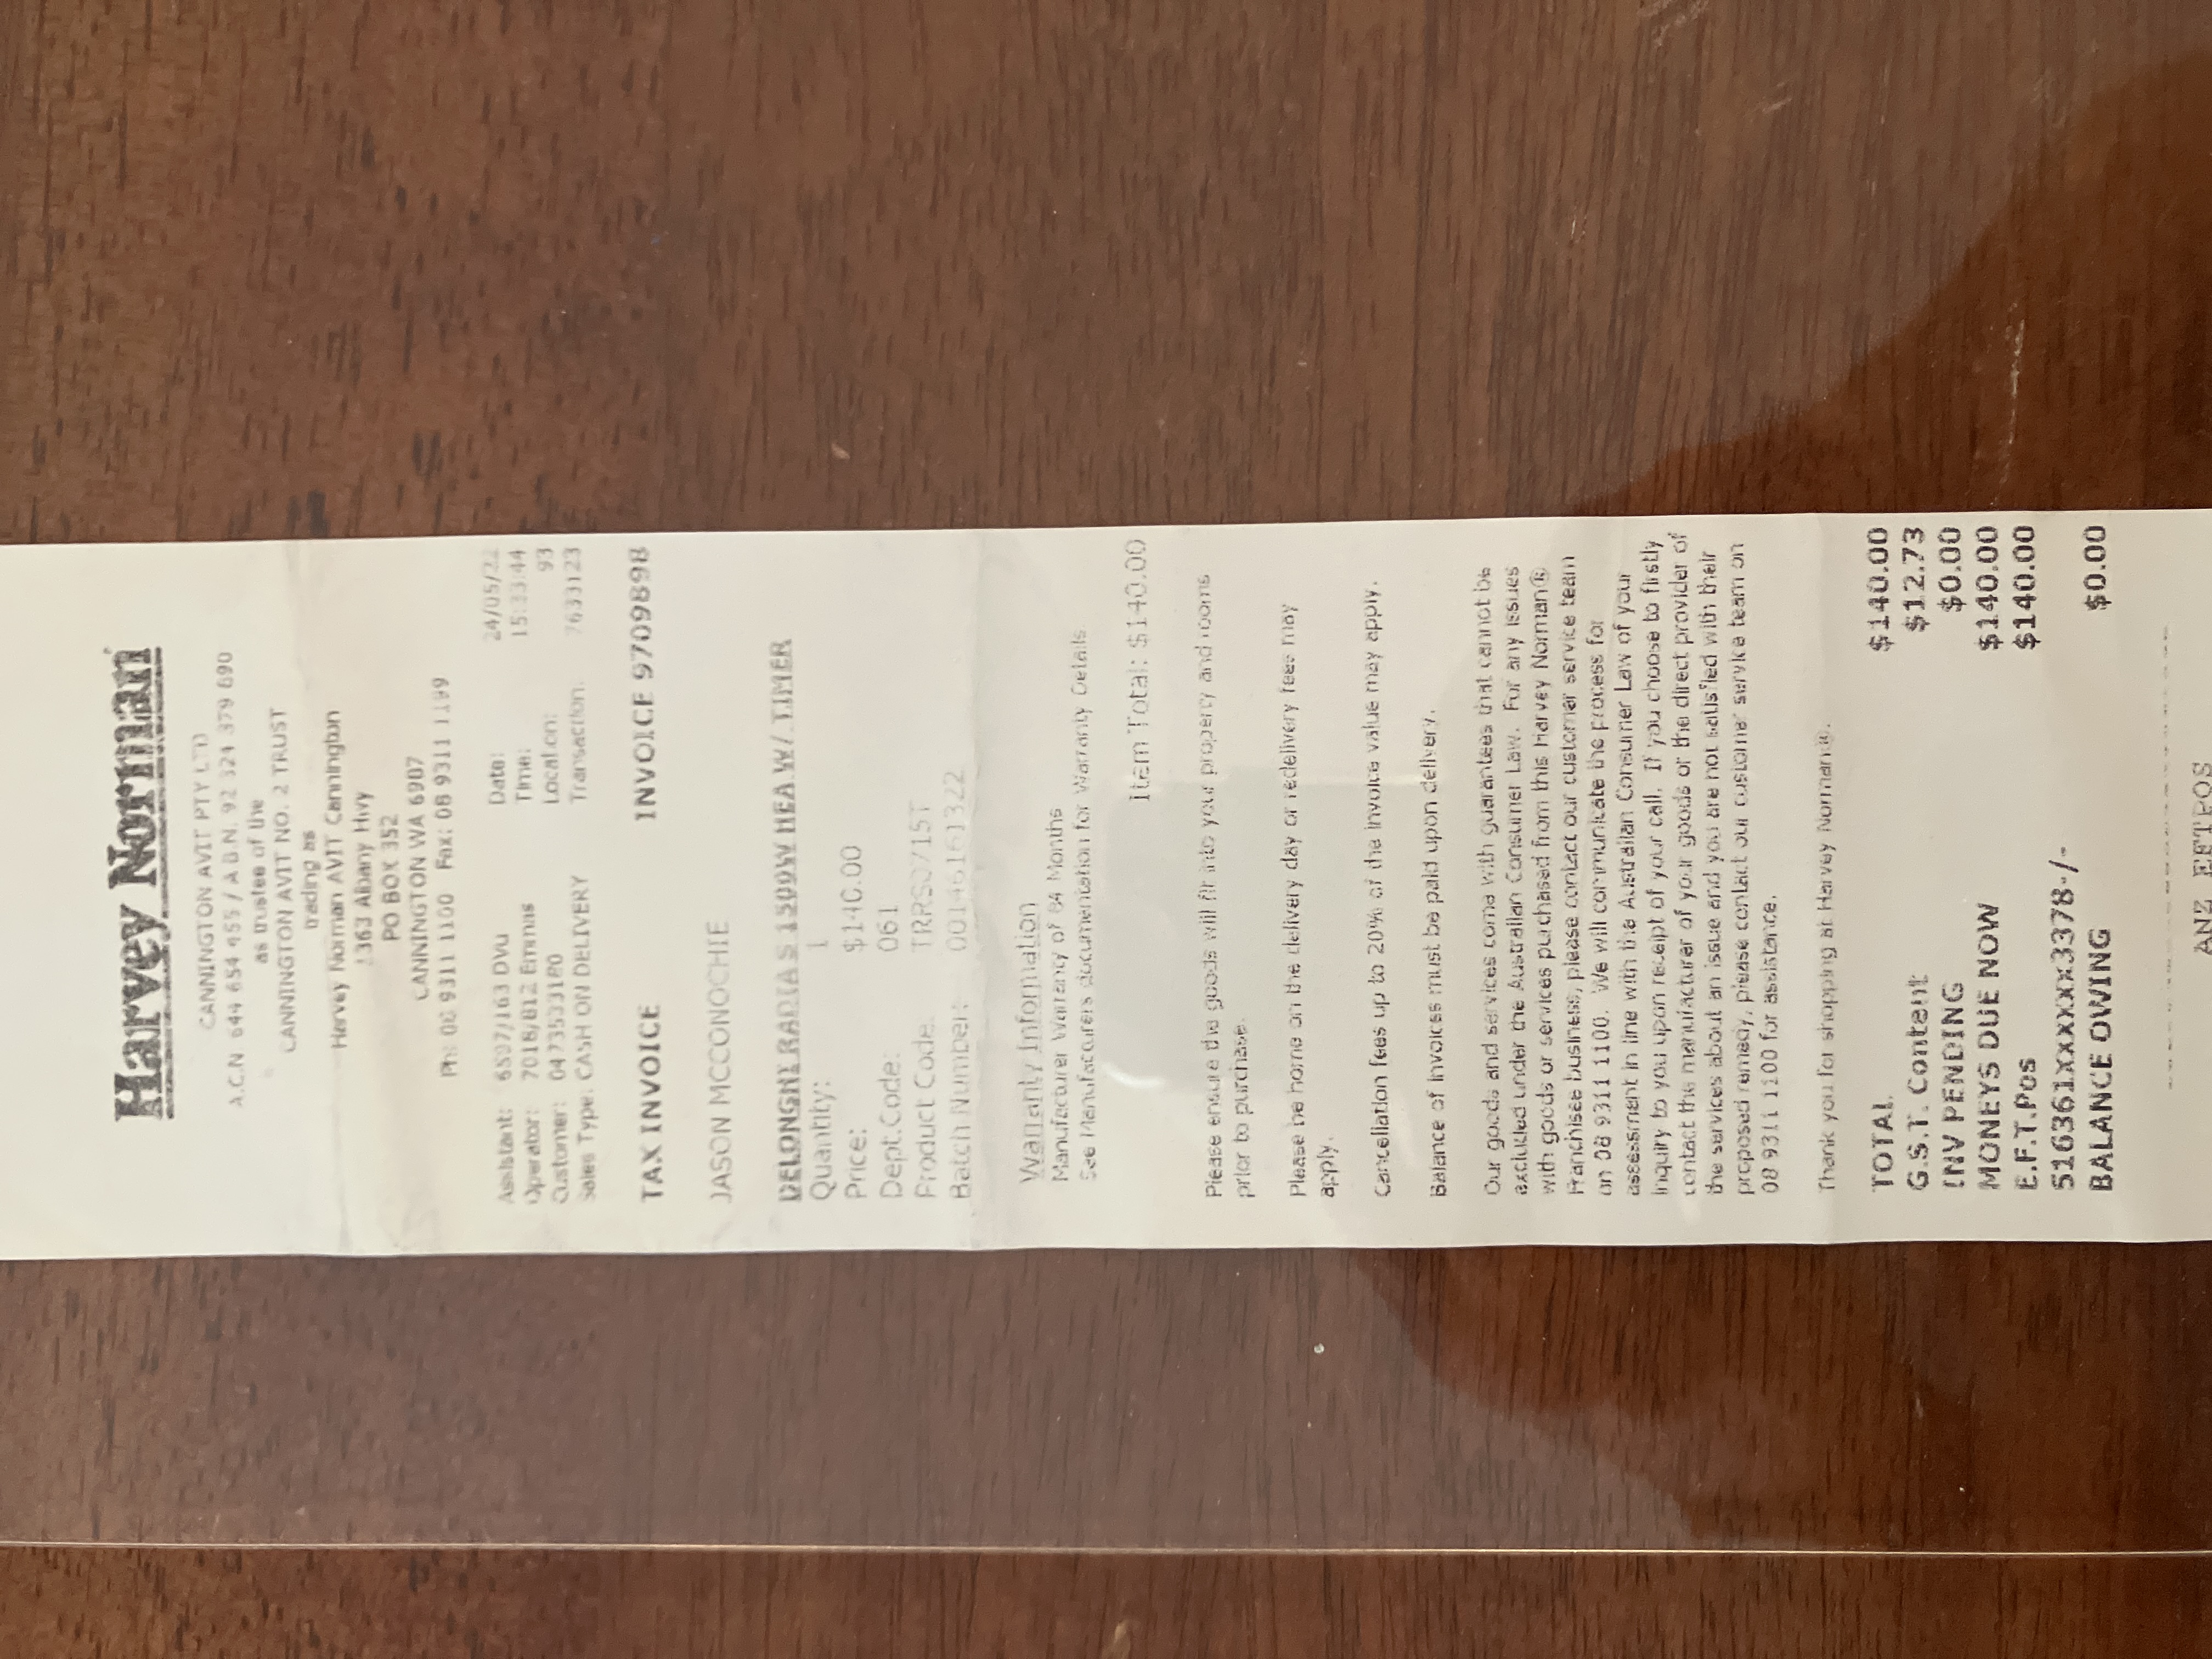 Harvey Norman
CANNINGTON AVIT PTY LTD
A.C.N. 644 654 455 / A.B.N. 92 324 379 690
as trustee of the
CANNINGTON AVIT NO. 2 TRUST
trading as
Harvey Norman AVIT Cannington
1363 Albany Hwy
PO BOX 352
CANNINGTON WA 6987
Ph: 08 9311 1100 Fax: 08 9311 1199
Assistant: 6597/163 DVu Date: 24/05/22
Operator: 7018/812 Emmas Time: 15:33:44
Customer: Location: 93
Sales Type: CASH ON DELIVERY Transaction: 7633123
TAX INVOICE INVOICE 9709898
JASON MCCONOCHIE
DELONGHI RADIA S 1500W HEA W/ TIMER
Quantity: 1
Price: $140.00
Dept.Code: 061
Product Code: TRRS0715T
Batch Number: 00146161322
Warranty Information
Manufacturer Warranty of 84 Months
See Manufacturers documentation for Warranty Details.
Item Total: $140.00
Please ensure the goods will fit into your property and rooms
prior to purchase.
Please be home on the delivery day or redelivery fees may
apply.
Cancellation fees up to 20% of the invoice value may apply.
Balance of invoices must be paid upon delivery.
Our goods and services come with guarantees that cannot be
excluded under the Australian Consumer Law. For any issues
with goods or services purchased from this Harvey Norman®
Franchisee business, please contact our customer service team
on 08 9311 1100. We will communicate the process for
assessment in line with the Australian Consumer Law of your
inquiry to you upon receipt of your call. If you choose to firstly
contact the manufacturer of your goods or the direct provider of
the services about an issue and you are not satisfied with their
proposed remedy, please contact our customer service team on
08 9311 1100 for assistance.
Thank you for shopping at Harvey Norman®.
TOTAL $140.00
G.S.T. Content $12.73
INV PENDING $0.00
MONEYS DUE NOW $140.00
E.F.T.Pos $140.00
516361xxxxxx3378-/-
BALANCE OWING $0.00
ANZ EFTPOS